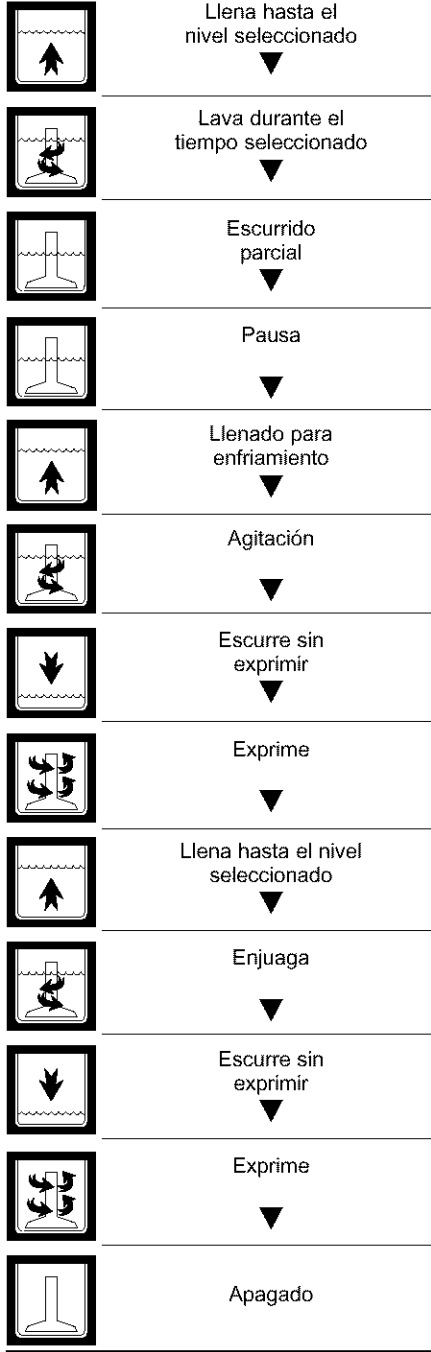 Llena hasta el
nivel seleccionado
Lava durante el
tiempo seleccionado
Escurrido
parcial
Pausa
Llenado para
enfriamiento
Agitación
Escurre sin
exprimir
Exprime
Llena hasta el nivel
seleccionado
Enjuaga
Escurre sin
exprimir
Exprime
Apagado